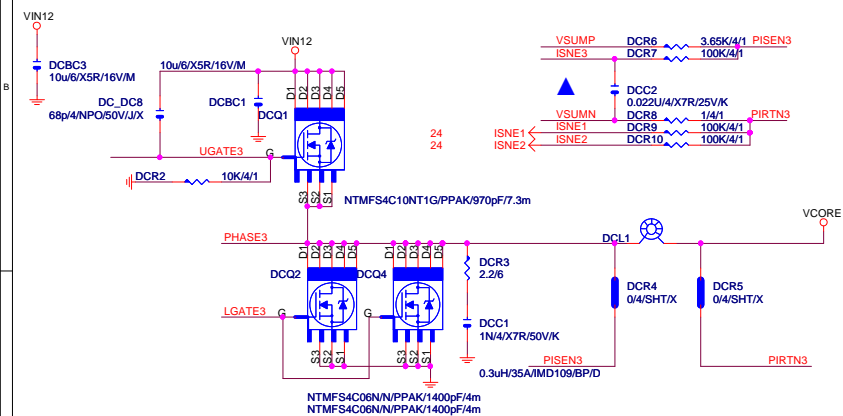 VIN12
DCBC3
10u/6/X5R/16V/M
B
VIN12
10u/6/X5R/16V/M
D1 D2 D3 D4 D5
DC_DC8
68p/4/NPO/50V/J/X
DCBC1
DCQ1
UGATE3
G
DCR2
10K/4/1
S3 S2 S1
NTMFS4C10NT1G/PPAK/970pF/7.3m
VSUMP
DCR6
3.65K/4/1
PISEN3
ISNE3
DCR7
100K/4/1
DCC2
0.022U/4/X7R/25V/K
VSUMN
DCR8
1/4/1
PIRTN3
24
ISNE1
ISNE1
DCR9
100K/4/1
24
ISNE2
ISNE2
DCR10
100K/4/1
PHASE3
D1 D2 D3 D4 D5
D1 D2 D3 D4 D5
DCQ2
DCQ4
LGATE3
G
G
S3 S2 S1
S3 S2 S1
DCR3
2.2/6
DCC1
1N/4/X7R/50V/K
VCORE
DCL1
DCR4
0/4/SHT/X
DCR5
0/4/SHT/X
PISEN3
PIRTN3
0.3uH/35A/IMD109/BP/D
NTMFS4C06N/N/PPAK/1400pF/4m
NTMFS4C06N/N/PPAK/1400pF/4m